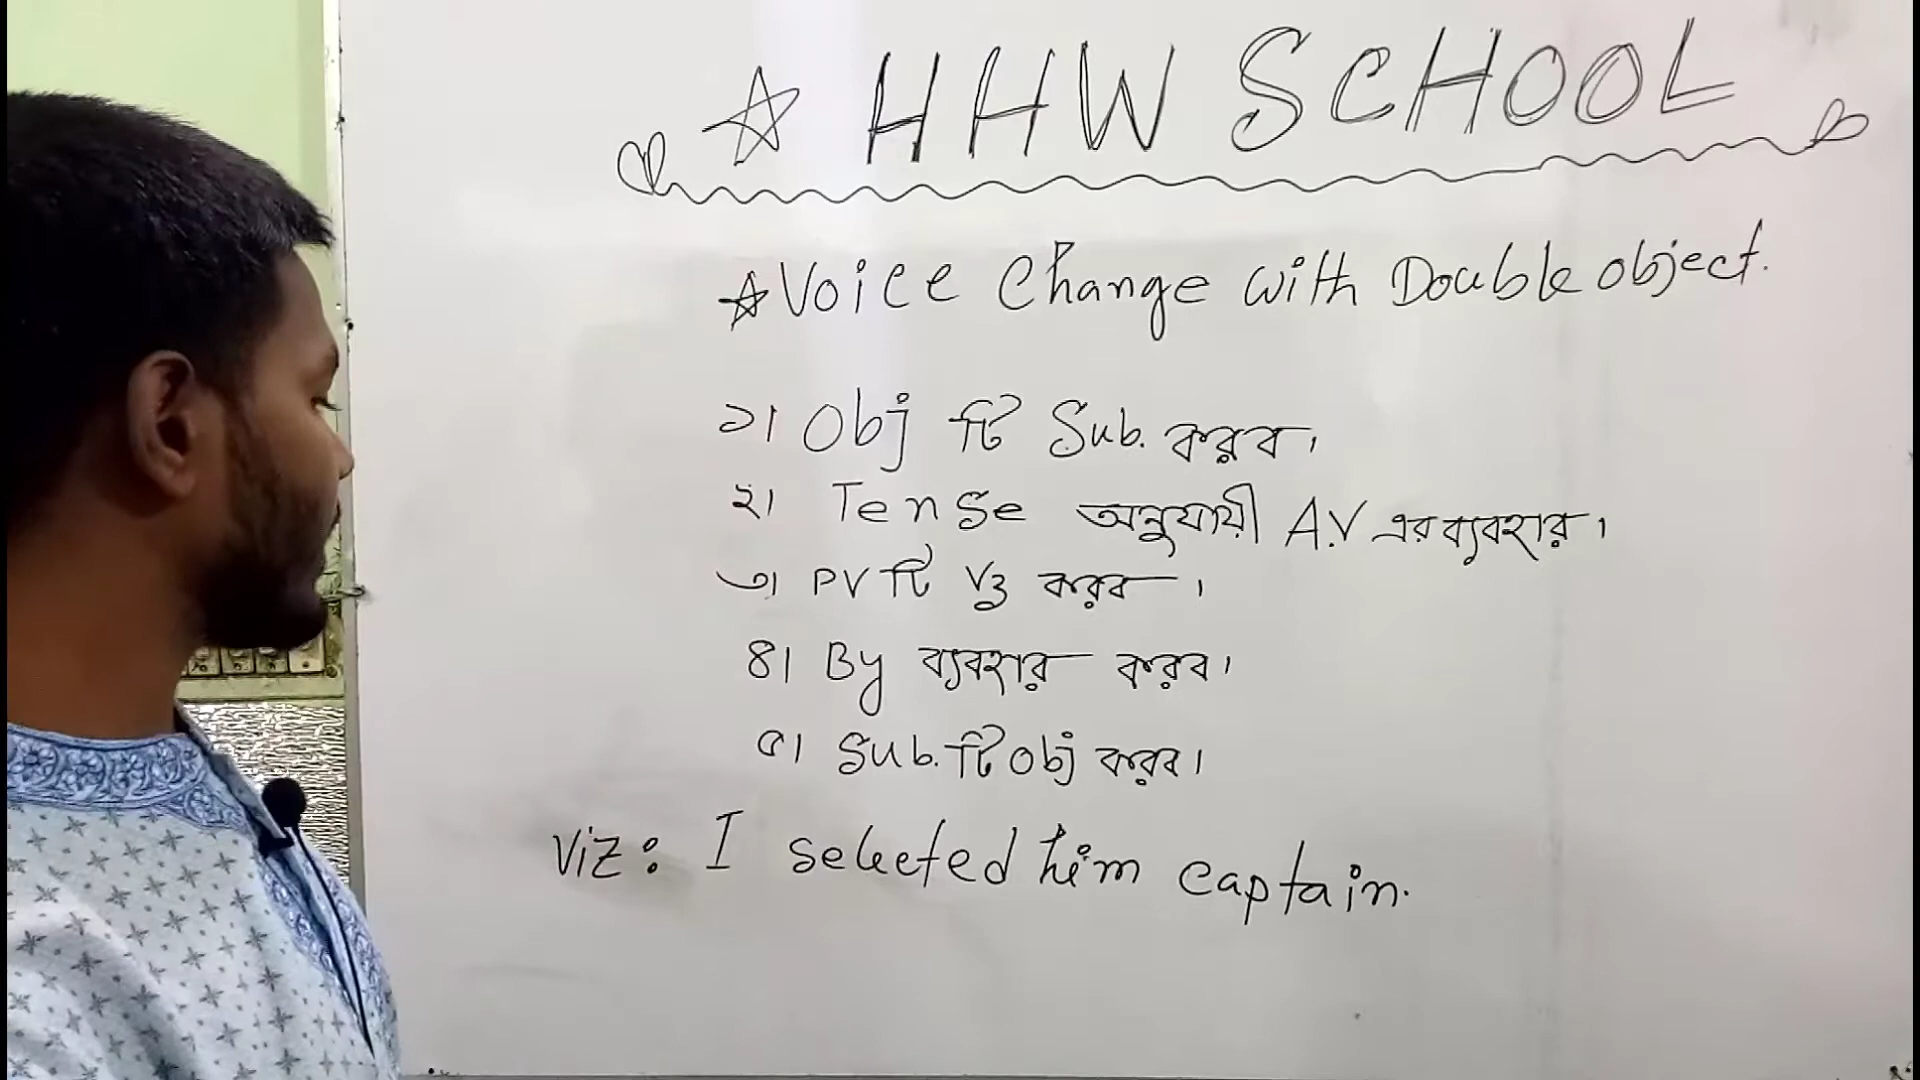 ☆ HHW SCHOOL
☆ Voice Change With Double object.
১। Obj টি Sub. করব।
২। Tense অনুযায়ী A.V এর ব্যবহার।
৩। PV টি V3 করব।
৪। By ব্যবহার করব।
৫। Sub. টি Obj করব।
Viz: I selected him captain.